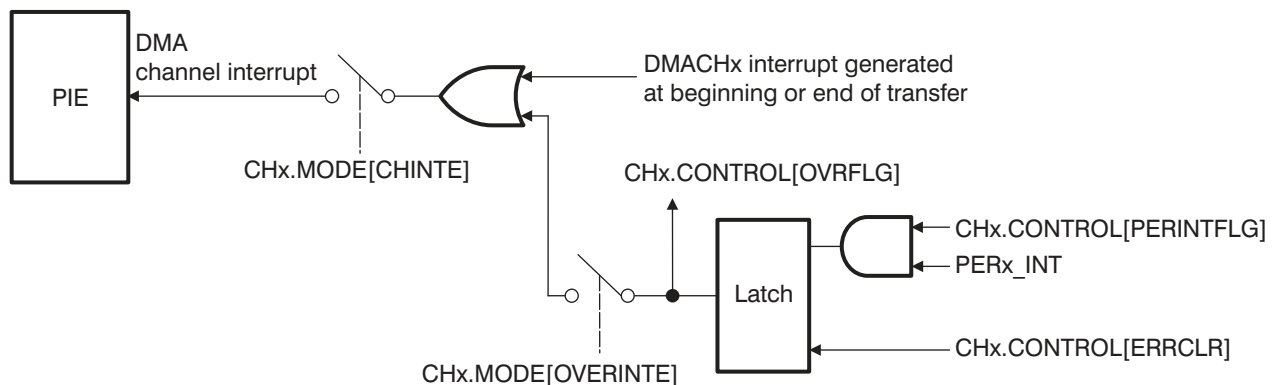 DMA
channel interrupt
PIE
DMACHx interrupt generated
at beginning or end of transfer
CHx.MODE[CHINTE]
CHx.CONTROL[OVRFLG]
CHx.CONTROL[PERINTFLG]
PERx_INT
Latch
CHx.CONTROL[ERRCLR]
CHx.MODE[OVERINTE]